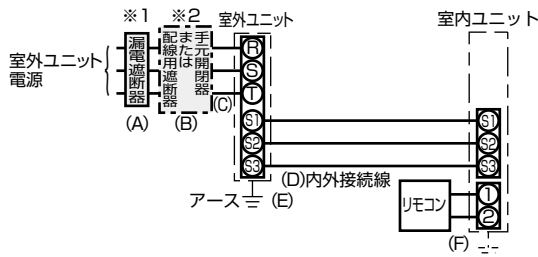 ※1
※2
室外ユニット
室内ユニット
室外ユニット
電源
漏電遮断器
手元開閉器
または
配線用遮断器
(A)
(B)
(C)
R
S
T
S1
S2
S3
S1
S2
S3
(D)内外接続線
アース
(E)
リモコン
1
2
(F)